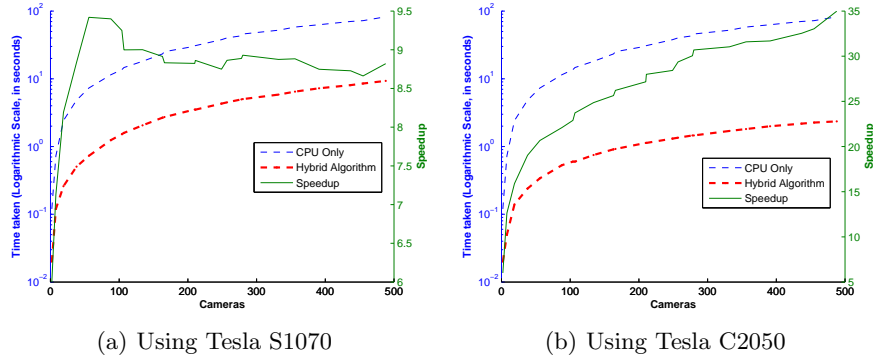 Time taken (Logarithmic Scale, in seconds)
10^2
10^1
10^0
10^-1
10^-2
9.5
9
8.5
8
7.5
7
6.5
6
Speedup
CPU Only
Hybrid Algorithm
Speedup
0 100 200 300 400 500
Cameras
(a) Using Tesla S1070
Time taken (Logarithmic Scale, in seconds)
10^2
10^1
10^0
10^-1
10^-2
35
30
25
20
15
10
5
Speedup
CPU Only
Hybrid Algorithm
Speedup
0 100 200 300 400 500
Cameras
(b) Using Tesla C2050